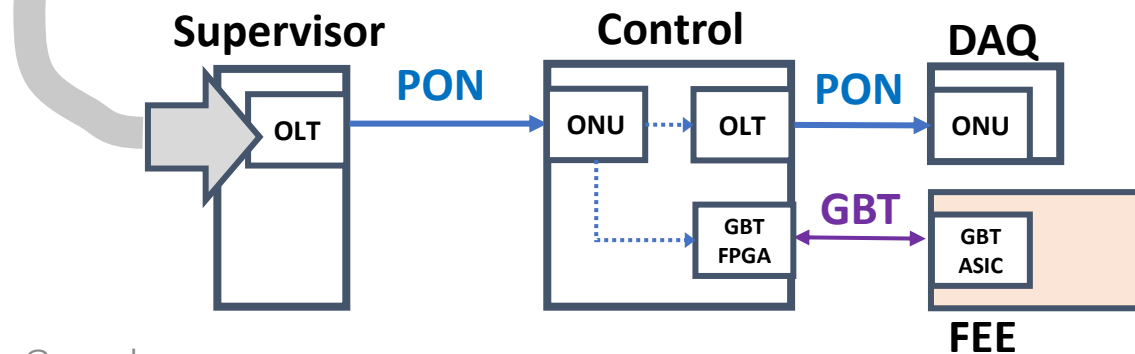 Supervisor
Control
DAQ
PON
PON
OLT
ONU
OLT
ONU
GBT
GBT
FPGA
GBT
ASIC
FEE